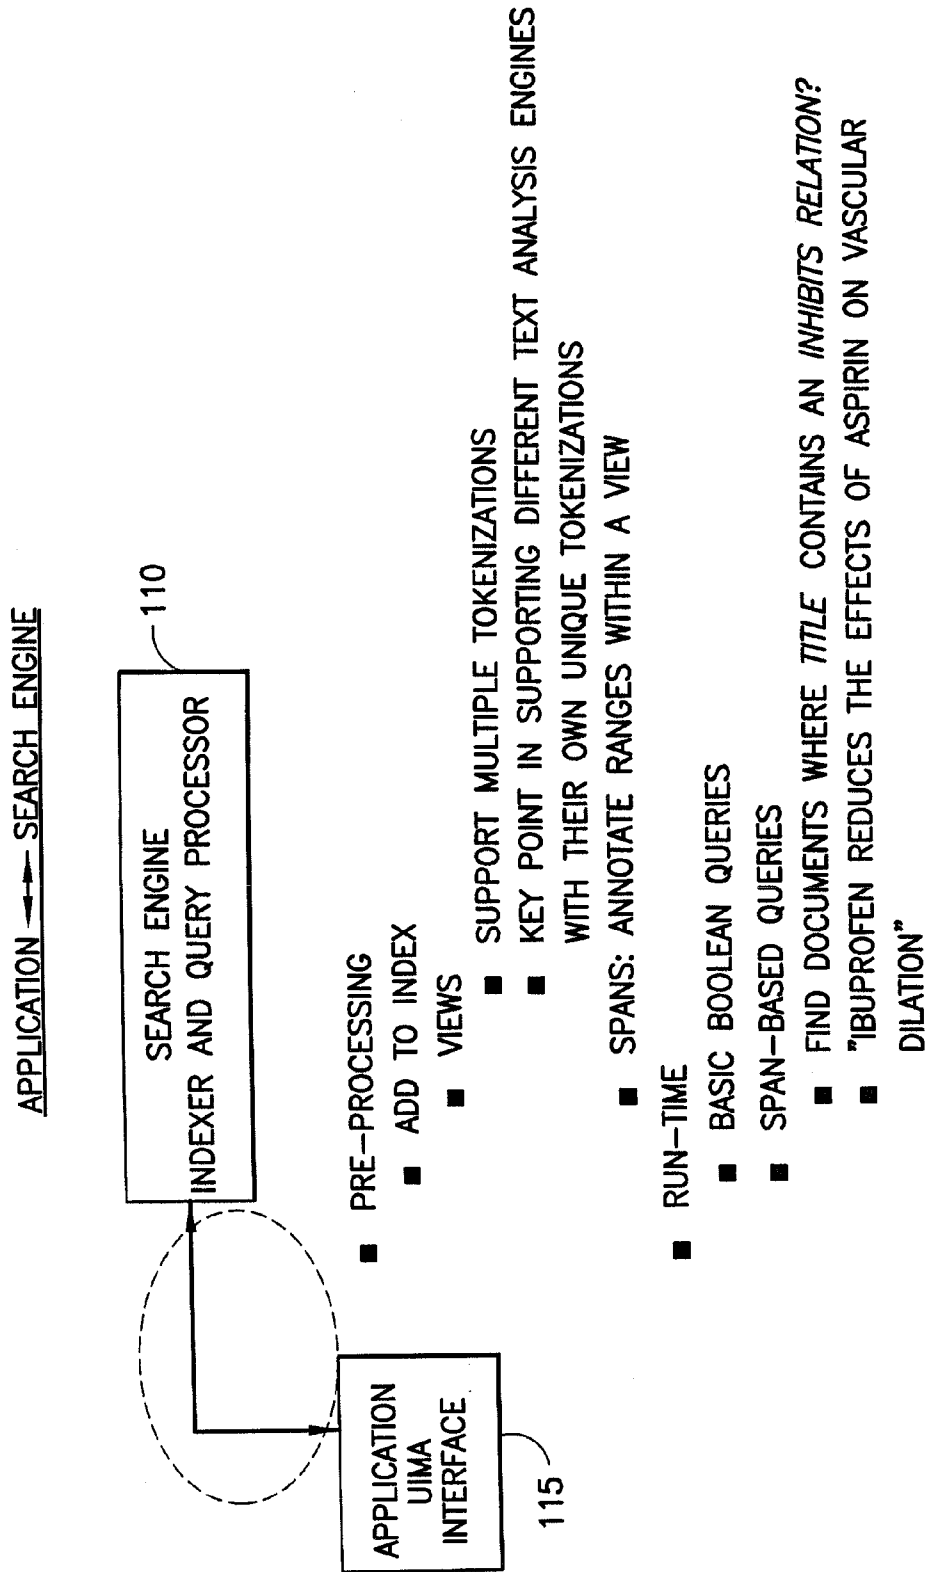 APPLICATION ⟷ SEARCH ENGINE
SEARCH ENGINE
INDEXER AND QUERY PROCESSOR
110
APPLICATION
UIMA
INTERFACE
115
■ PRE-PROCESSING
■ ADD TO INDEX
■ VIEWS
■ SUPPORT MULTIPLE TOKENIZATIONS
■ KEY POINT IN SUPPORTING DIFFERENT TEXT ANALYSIS ENGINES
WITH THEIR OWN UNIQUE TOKENIZATIONS
■ SPANS: ANNOTATE RANGES WITHIN A VIEW
■ RUN-TIME
■ BASIC BOOLEAN QUERIES
■ SPAN-BASED QUERIES
■ FIND DOCUMENTS WHERE TITLE CONTAINS AN INHIBITS RELATION?
■ "IBUPROFEN REDUCES THE EFFECTS OF ASPIRIN ON VASCULAR
DILATION"